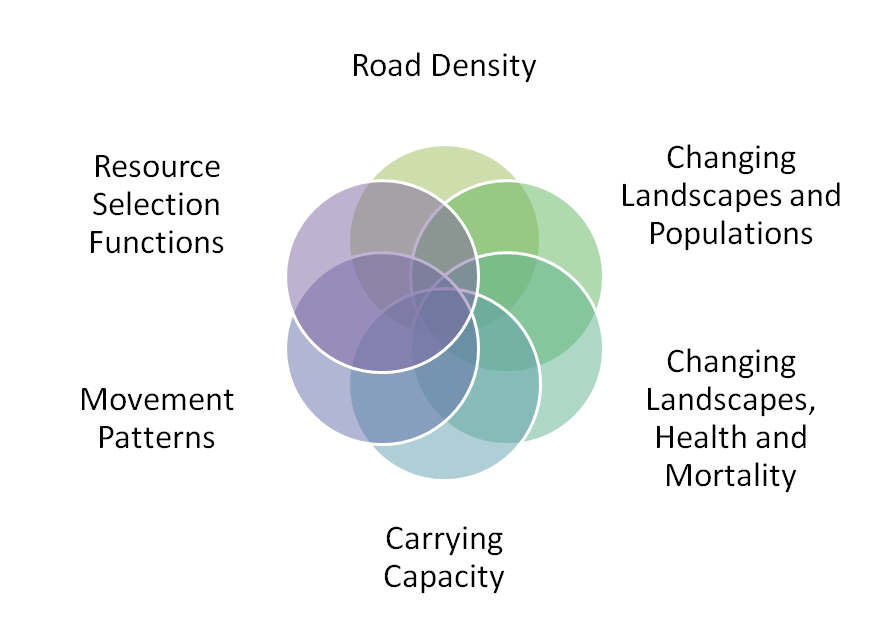 Road Density
Changing
Landscapes and
Populations
Changing
Landscapes,
Health and
Mortality
Carrying
Capacity
Movement
Patterns
Resource
Selection
Functions